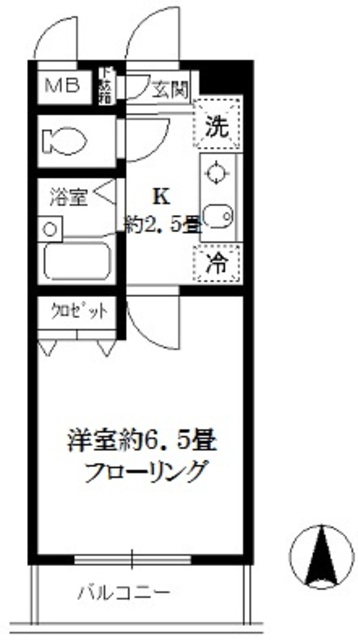 MB
下駄箱
玄関
洗
浴室
K
約2.5畳
冷
クロゼット
洋室約6.5畳
フローリング
バルコニー